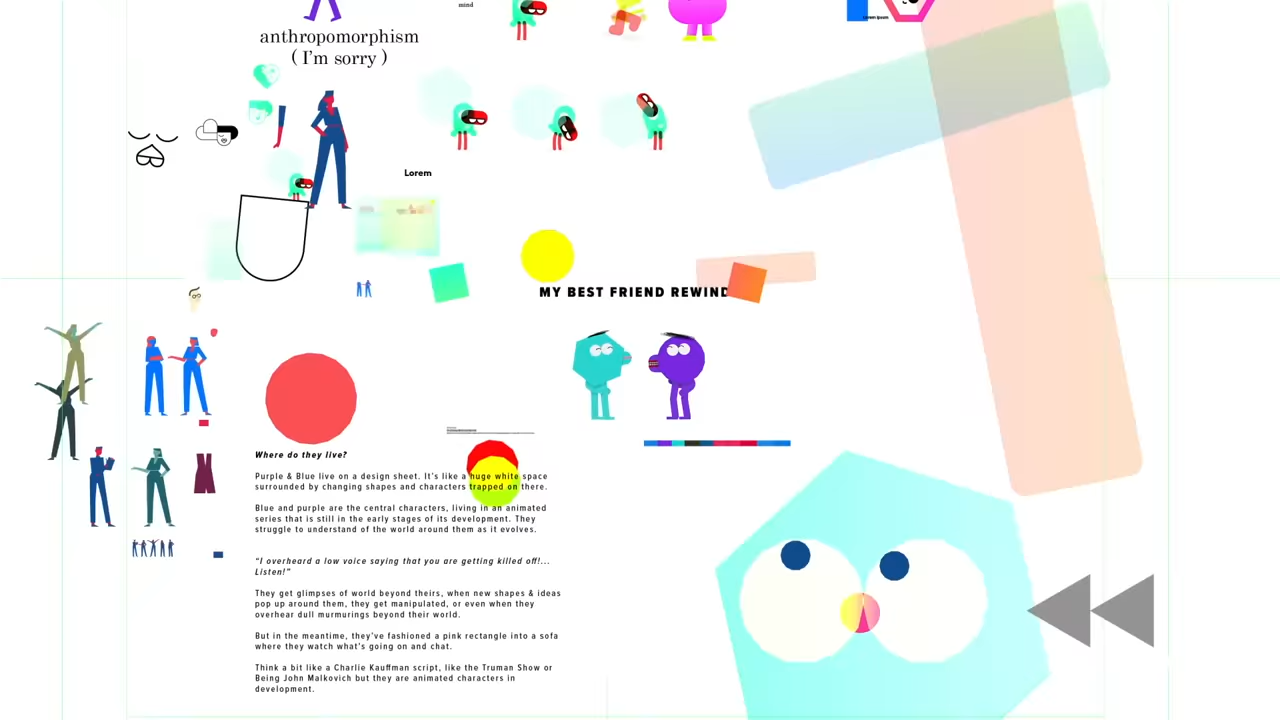 mind
Lorem ipsum
anthropomorphism
( I'm sorry )
Lorem
MY BEST FRIEND REWIND
Where do they live?
Purple & Blue live on a design sheet. It's like a huge white space
surrounded by changing shapes and characters trapped on there.
Blue and purple are the central characters, living in an animated
series that is still in the early stages of its development. They
struggle to understand of the world around them as it evolves.
“I overheard a low voice saying that you are getting killed off!...
Listen!”
They get glimpses of world beyond theirs, when new shapes & ideas
pop up around them, they get manipulated, or even when they
overhear dull murmurings beyond their world.
But in the meantime, they've fashioned a pink rectangle into a sofa
where they watch what's going on and chat.
Think a bit like a Charlie Kauffman script, like the Truman Show or
Being John Malkovich but they are animated characters in
development.